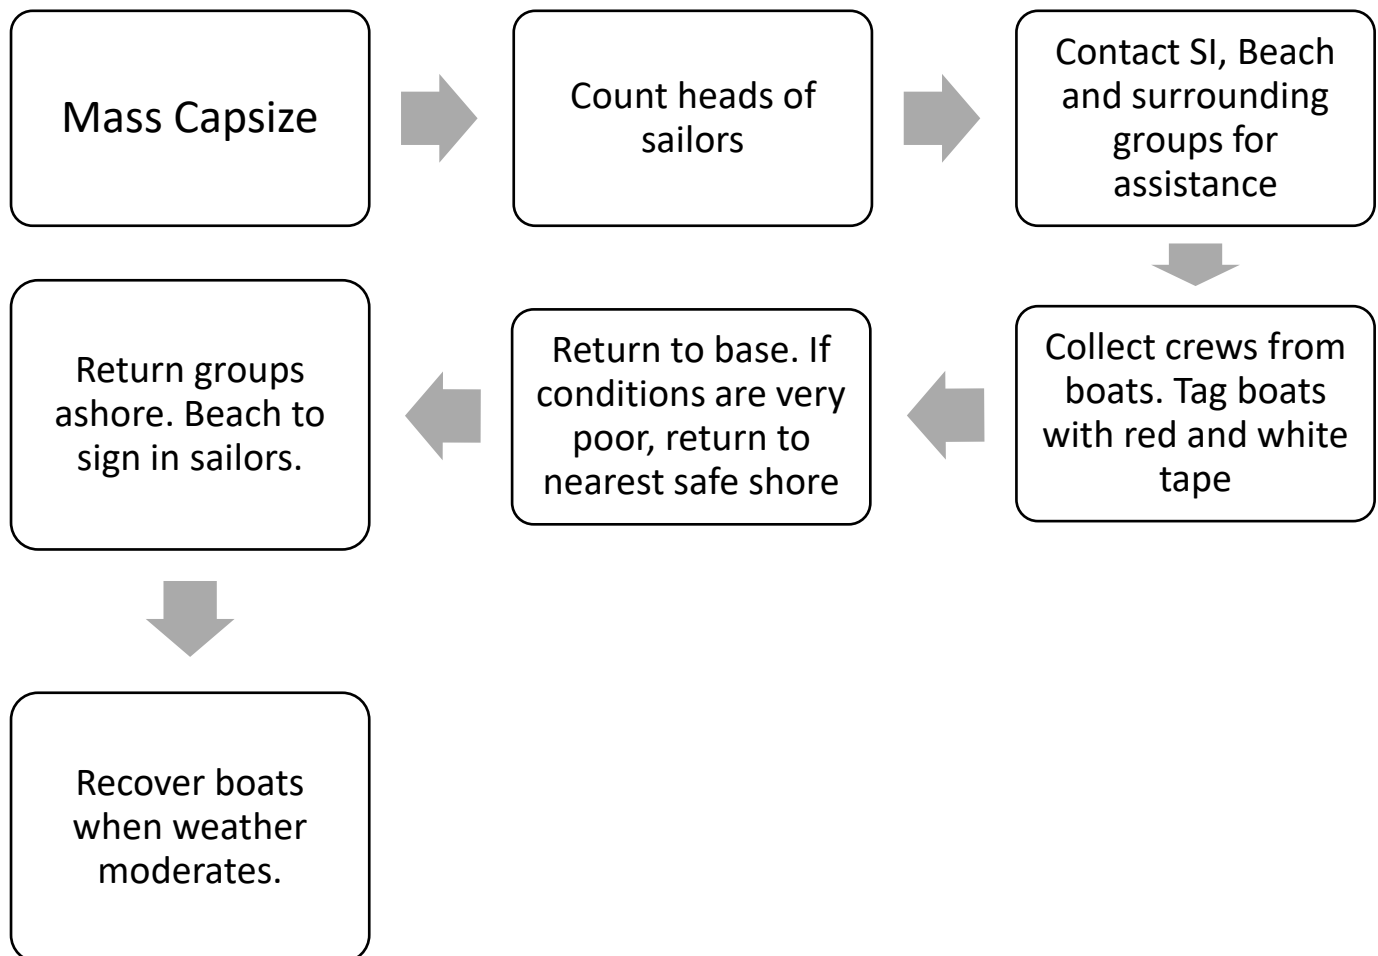 Mass Capsize
Count heads of
sailors
Contact SI, Beach
and surrounding
groups for
assistance
Collect crews from
boats. Tag boats
with red and white
tape
Return to base. If
conditions are very
poor, return to
nearest safe shore
Return groups
ashore. Beach to
sign in sailors.
Recover boats
when weather
moderates.